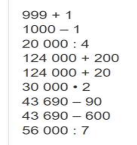 999 + 1
1000 – 1
20 000 : 4
124 000 + 200
124 000 + 20
30 000 • 2
43 690 – 90
43 690 – 600
56 000 : 7